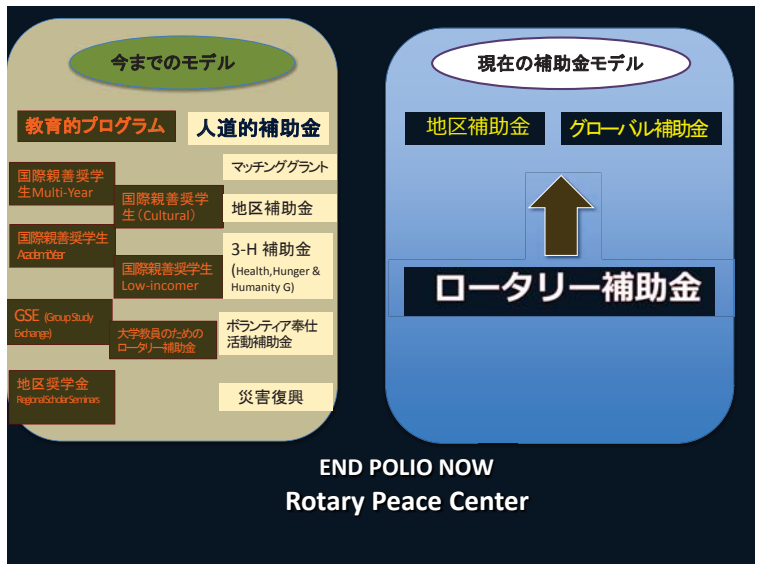 今までのモデル
教育的プログラム
人道的補助金
国際親善奨学
生Multi-Year
国際親善奨学
生(Cultural)
国際親善奨学生
AcademiYear
国際親善奨学生
Low-incomer
GSE (Group Study
Exchange)
大学教員のための
ロータリー補助金
地区奨学金
Regional Scholar Seminars
マッチンググラント
地区補助金
3-H 補助金
(Health,Hunger &
Humanity G)
ボランティア奉仕
活動補助金
災害復興
現在の補助金モデル
地区補助金
グローバル補助金
ロータリー補助金
END POLIO NOW
Rotary Peace Center